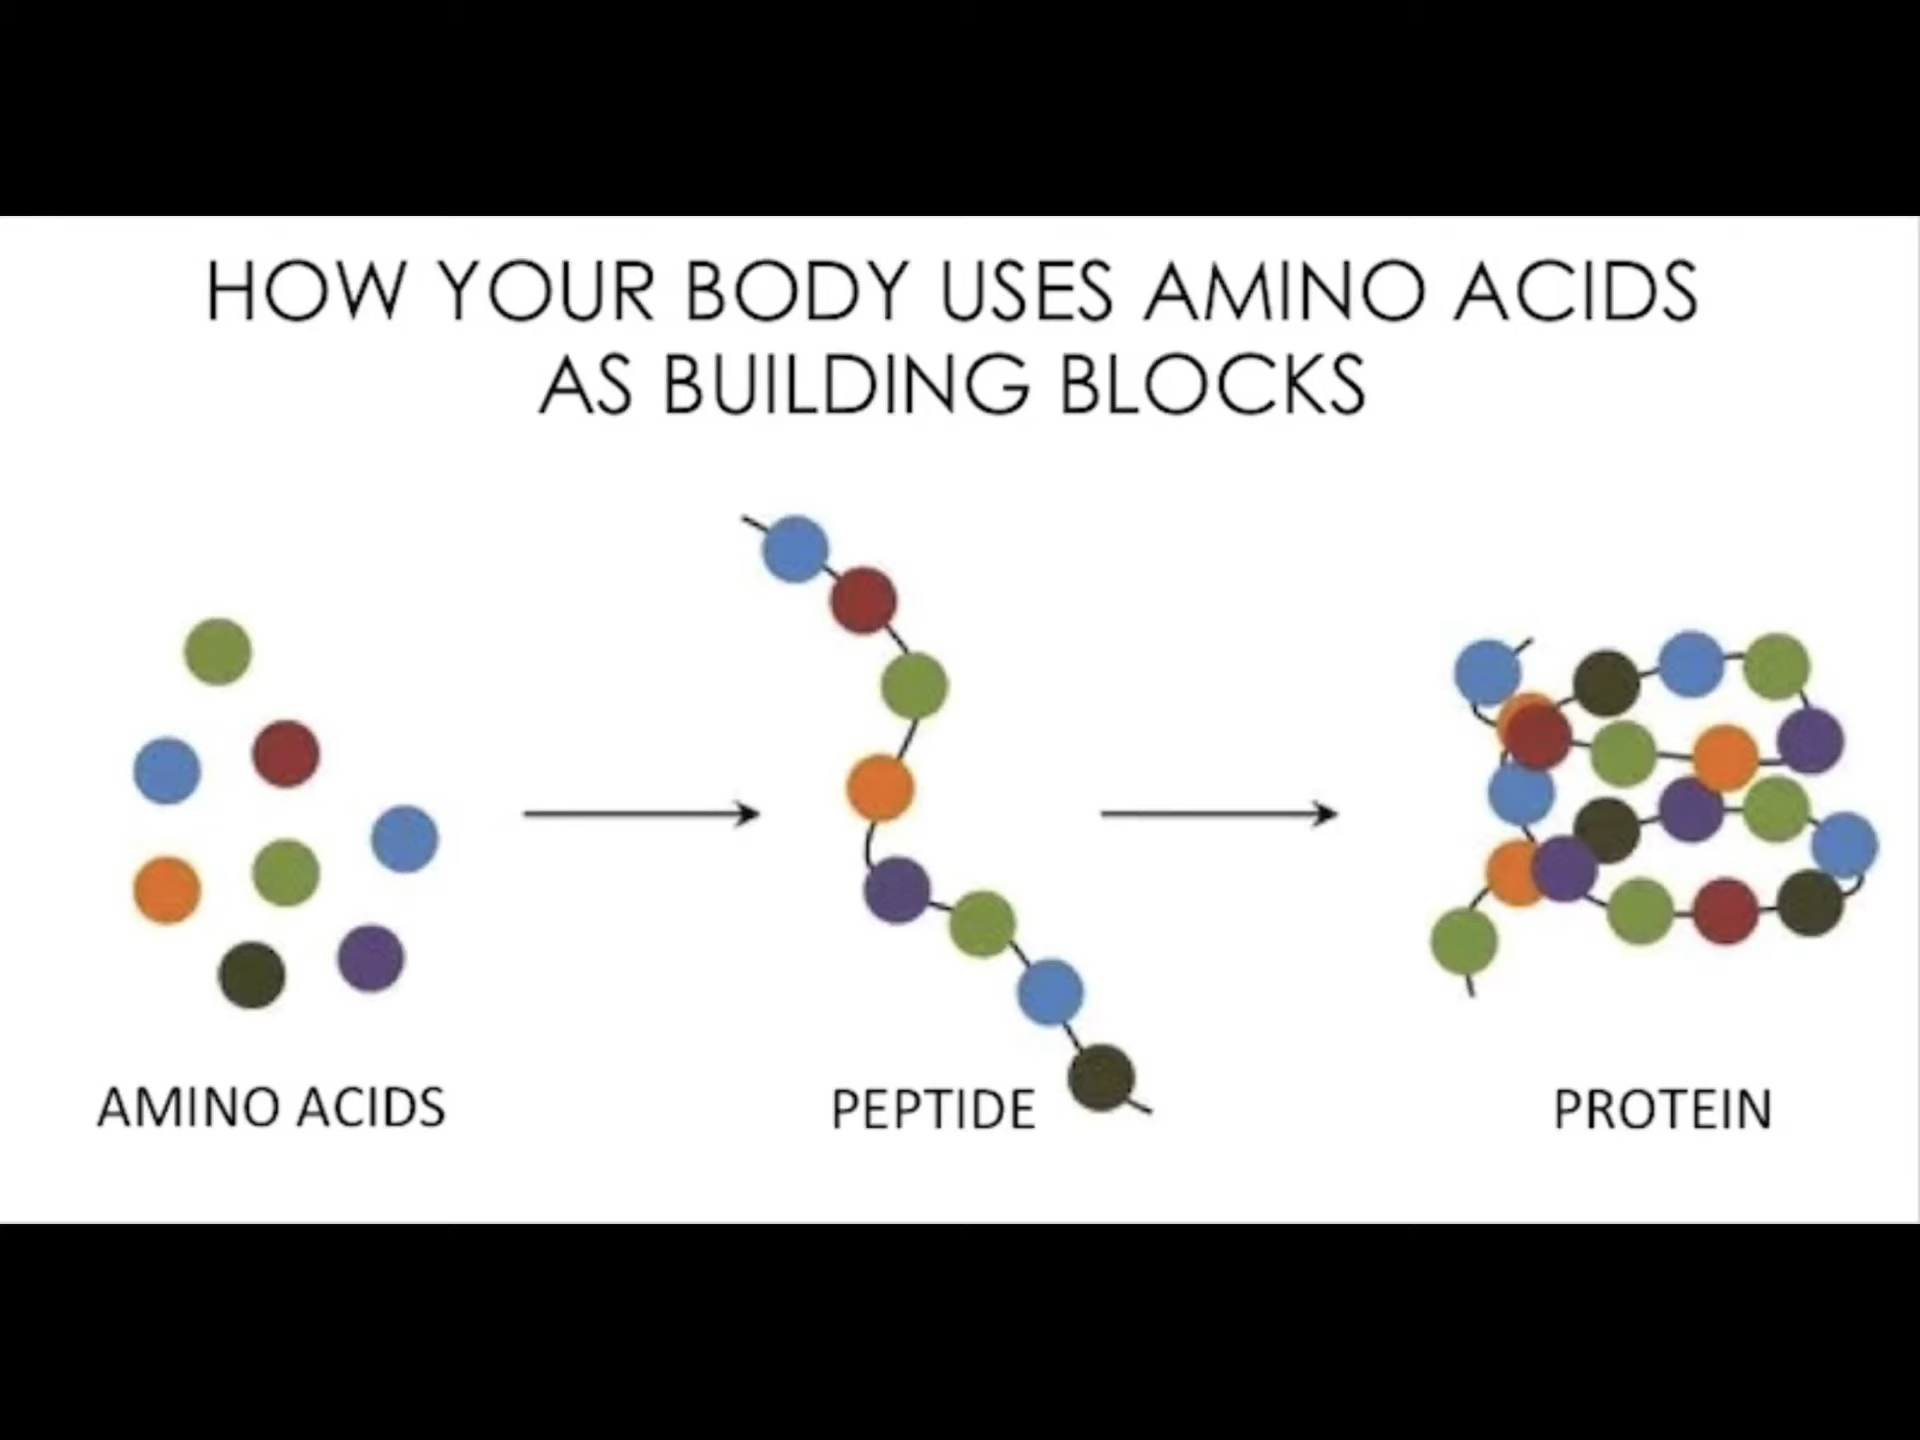 HOW YOUR BODY USES AMINO ACIDS
AS BUILDING BLOCKS
AMINO ACIDS
PEPTIDE
PROTEIN